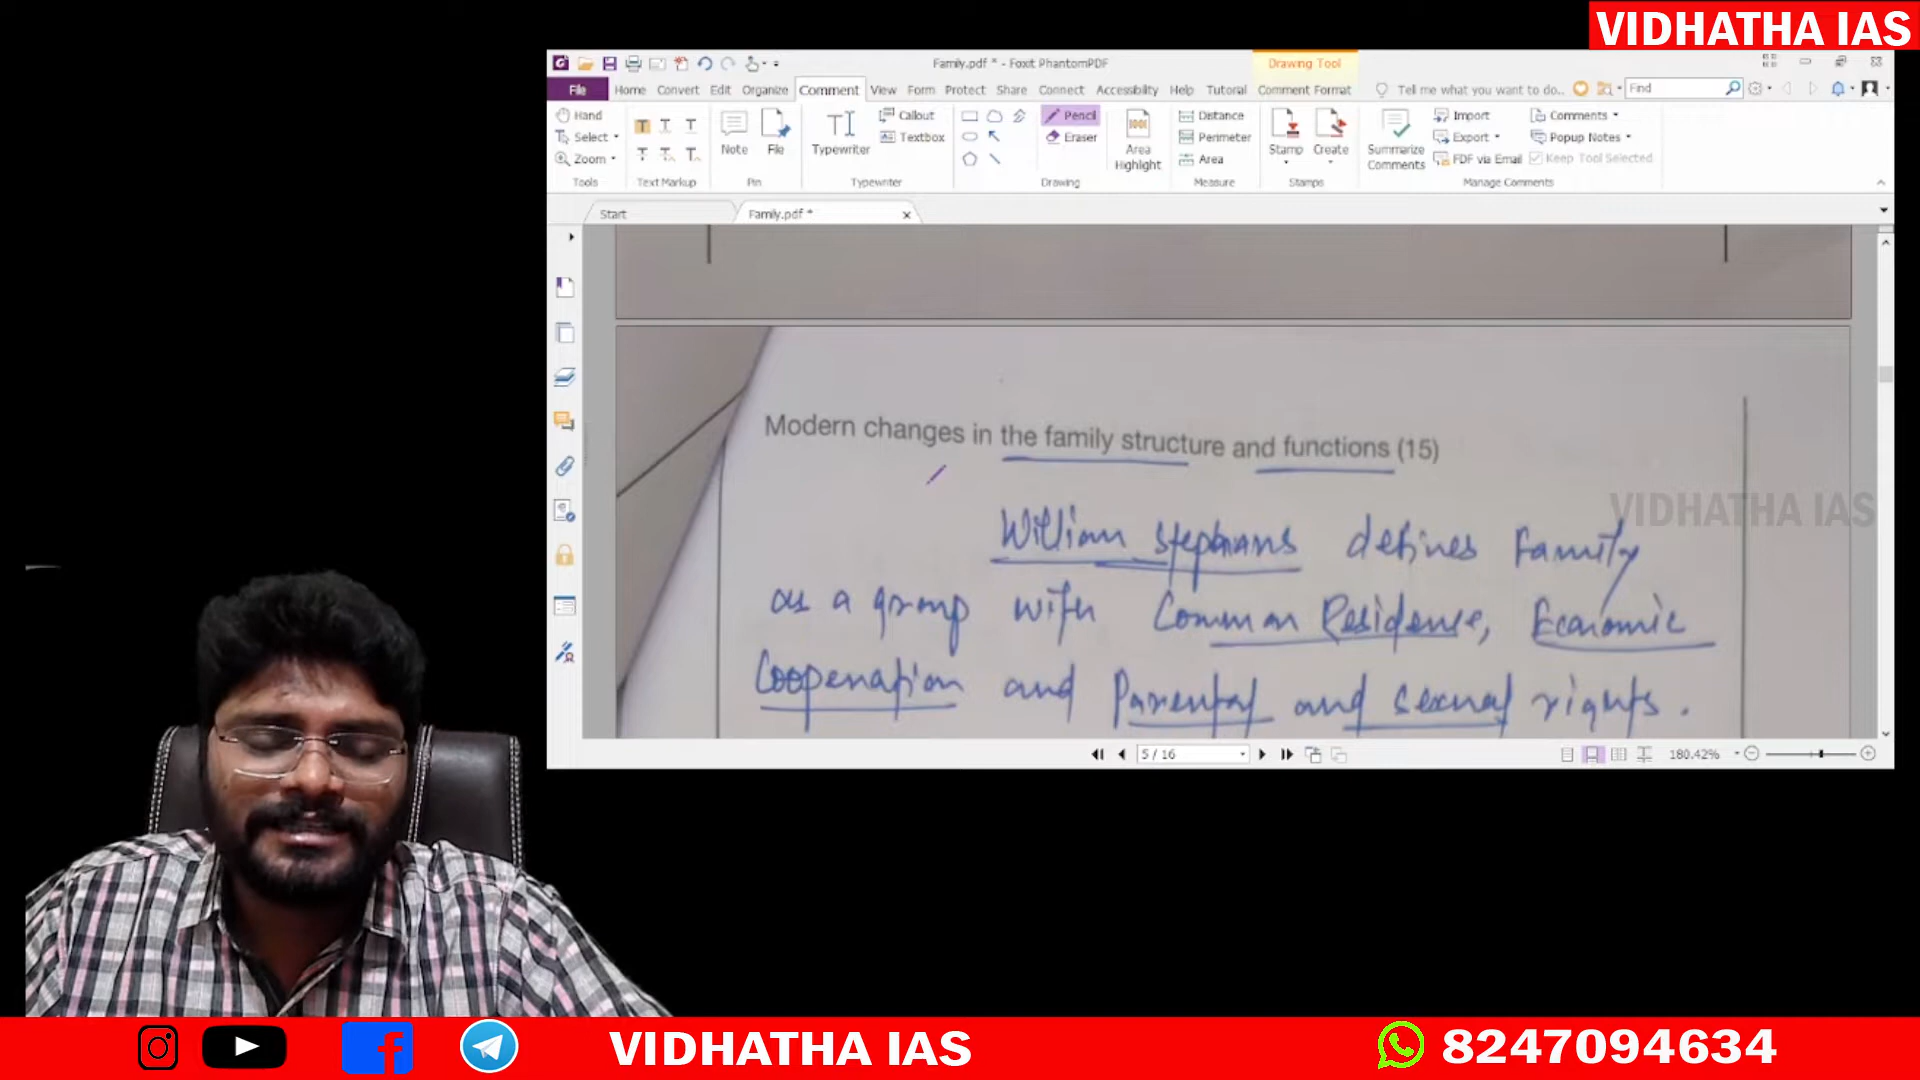 VIDHATHA IAS
Family.pdf * - Foxit PhantomPDF
Drawing Tool
File Home Convert Edit Organize Comment View Form Protect Share Connect Accessibility Help Tutorial Comment Format Tell me what you want to do.. Find
Hand
Select
Zoom
Tools
Text Markup
Note
File
Pin
Typewriter
Callout
Textbox
Typewriter
Pencil
Eraser
Area Highlight
Drawing
Distance
Perimeter
Area
Measure
Stamp
Create
Stamps
Summarize Comments
Import
Export
FDF via Email
Comments
Popup Notes
Keep Tool Selected
Manage Comments
Start
Family.pdf *
Modern changes in the family structure and functions (15)
VIDHATHA IAS
William Stephans defines Family
as a group with Common Residence, Economic
Cooperation and Parental and sexual rights.
5 / 16
180.42%
VIDHATHA IAS
8247094634